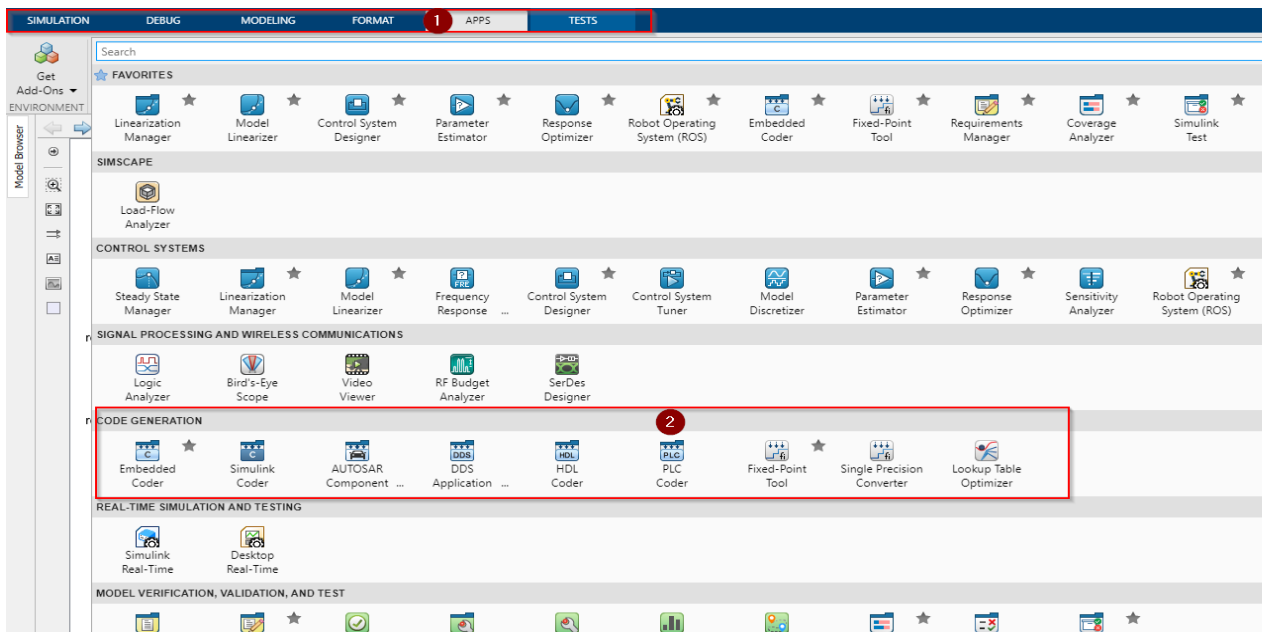 SIMULATION DEBUG MODELING FORMAT 1 APPS TESTS
Get
Add-Ons
ENVIRONMENT
Model Browser
Search
FAVORITES
Linearization Manager
Model Linearizer
Control System Designer
Parameter Estimator
Response Optimizer
Robot Operating System (ROS)
Embedded Coder
Fixed-Point Tool
Requirements Manager
Coverage Analyzer
Simulink Test
SIMSCAPE
Load-Flow Analyzer
CONTROL SYSTEMS
Steady State Manager
Linearization Manager
Model Linearizer
Frequency Response ...
Control System Designer
Control System Tuner
Model Discretizer
Parameter Estimator
Response Optimizer
Sensitivity Analyzer
Robot Operating System (ROS)
SIGNAL PROCESSING AND WIRELESS COMMUNICATIONS
Logic Analyzer
Bird's-Eye Scope
Video Viewer
RF Budget Analyzer
SerDes Designer
CODE GENERATION
2
Embedded Coder
Simulink Coder
AUTOSAR Component ...
DDS Application ...
HDL Coder
PLC Coder
Fixed-Point Tool
Single Precision Converter
Lookup Table Optimizer
REAL-TIME SIMULATION AND TESTING
Simulink Real-Time
Desktop Real-Time
MODEL VERIFICATION, VALIDATION, AND TEST